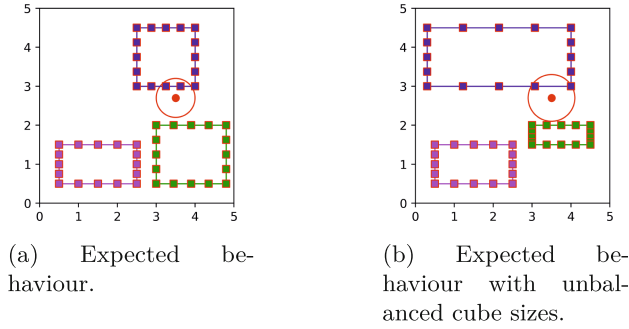 5
4
3
2
1
0
0 1 2 3 4 5
(a) Expected be-
haviour.
5
4
3
2
1
0
0 1 2 3 4 5
(b) Expected be-
haviour with unbal-
anced cube sizes.